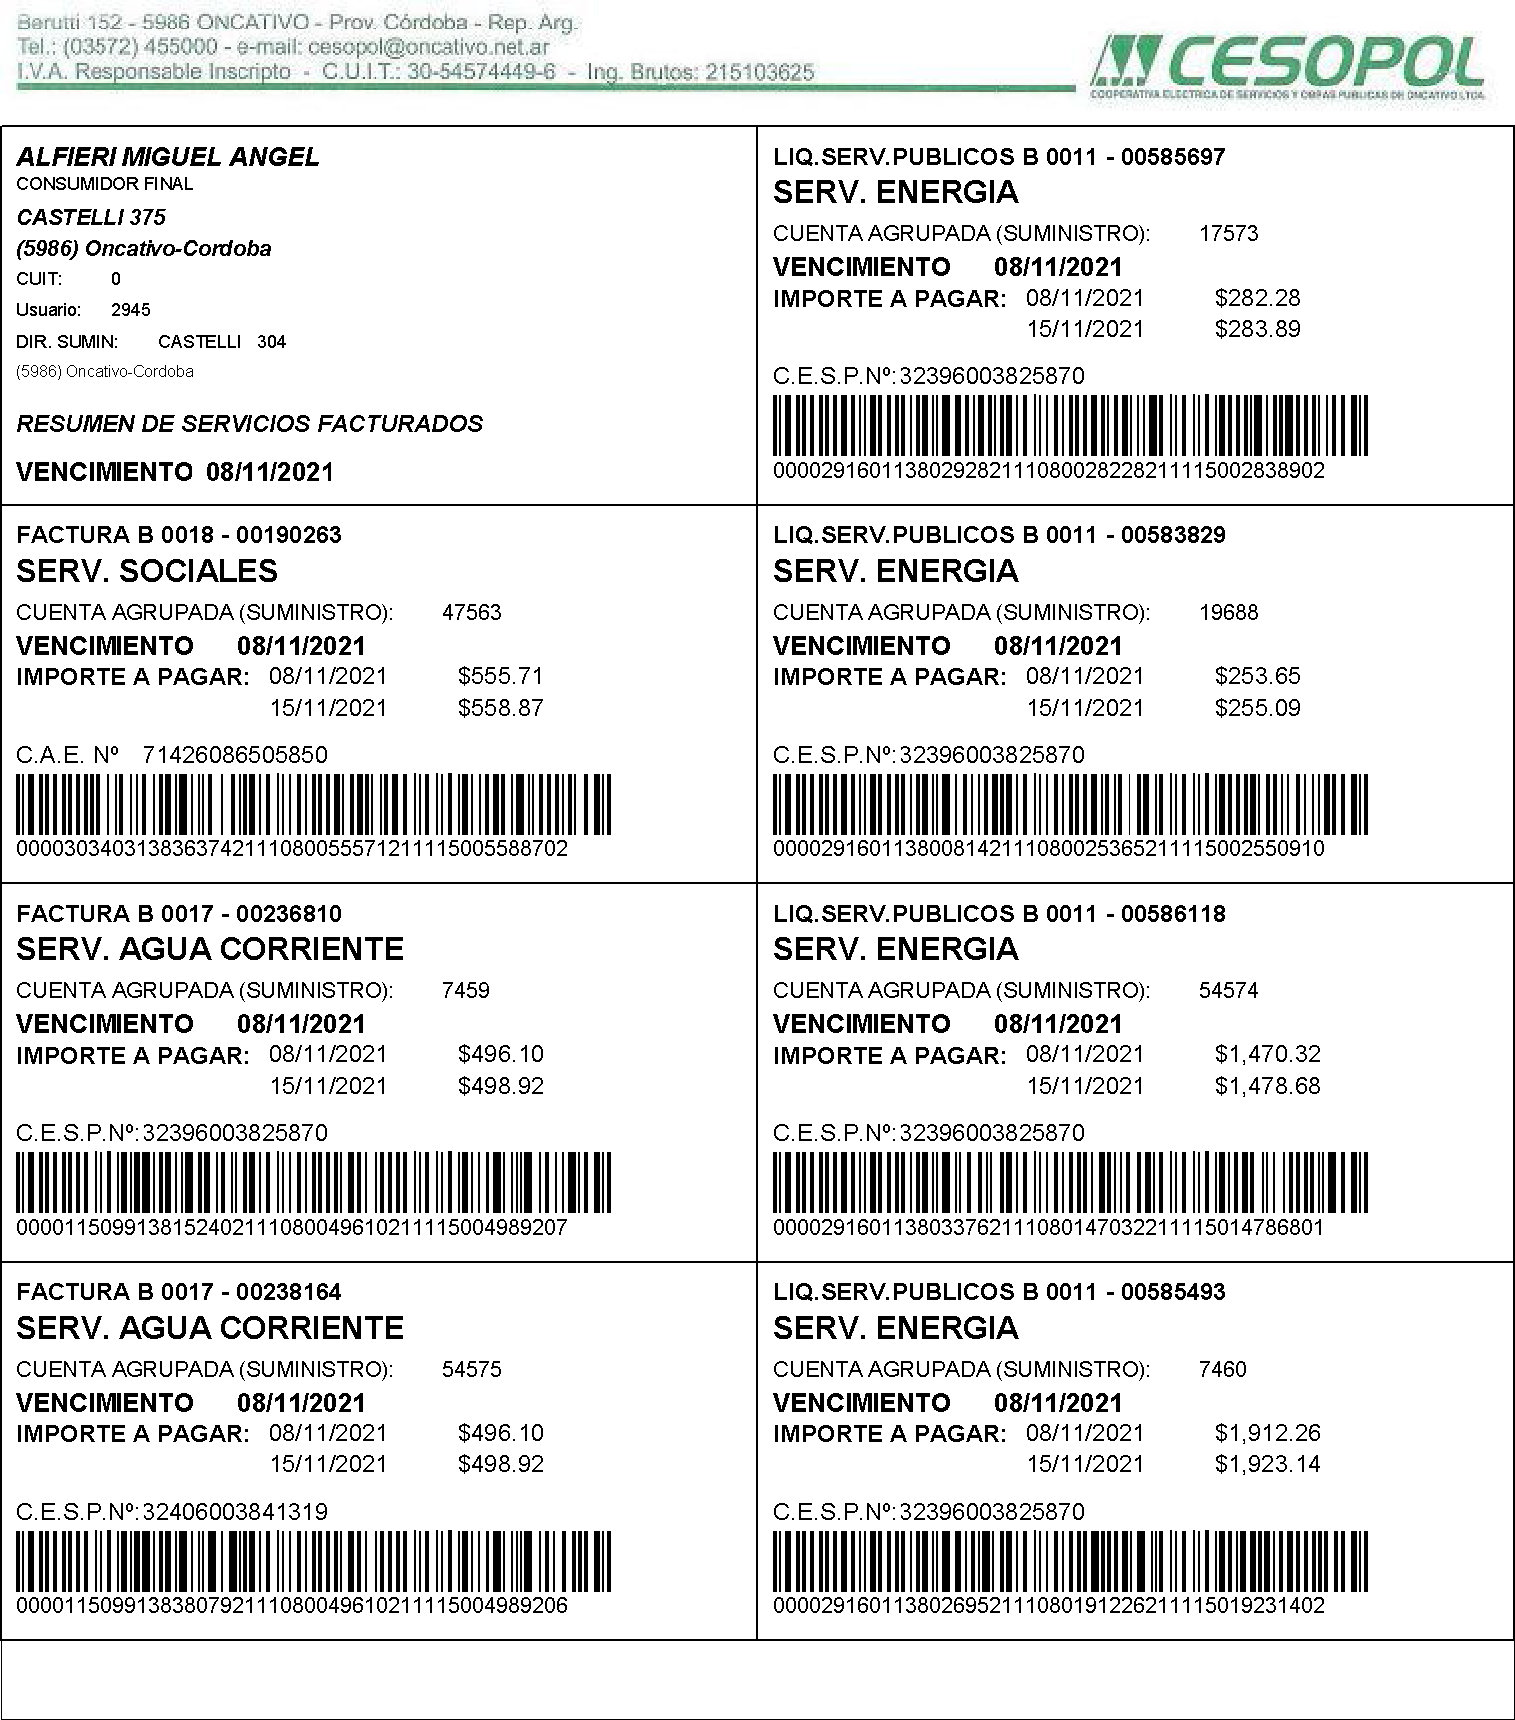 Berutti 152 - 5986 ONCATIVO - Prov. Córdoba - Rep. Arg.
Tel.: (03572) 455000 - e-mail: cesopol@oncativo.net.ar
I.V.A. Responsable Inscripto - C.U.I.T.: 30-54574449-6 - Ing. Brutos: 215103625
CESOPOL
COOPERATIVA ELECTRICA DE SERVICIOS Y OBRAS PUBLICAS DE ONCATIVO LTDA.
ALFIERI MIGUEL ANGEL
CONSUMIDOR FINAL
CASTELLI 375
(5986) Oncativo-Cordoba
CUIT: 0
Usuario: 2945
DIR. SUMIN: CASTELLI 304
(5986) Oncativo-Cordoba
RESUMEN DE SERVICIOS FACTURADOS
VENCIMIENTO 08/11/2021
LIQ.SERV.PUBLICOS B 0011 - 00585697
SERV. ENERGIA
CUENTA AGRUPADA (SUMINISTRO): 17573
VENCIMIENTO 08/11/2021
IMPORTE A PAGAR: 08/11/2021 $282.28
15/11/2021 $283.89
C.E.S.P.Nº:32396003825870
0000291601138029282111080028228211115002838902
FACTURA B 0018 - 00190263
SERV. SOCIALES
CUENTA AGRUPADA (SUMINISTRO): 47563
VENCIMIENTO 08/11/2021
IMPORTE A PAGAR: 08/11/2021 $555.71
15/11/2021 $558.87
C.A.E. Nº 71426086505850
0000303403138363742111080055571211115005588702
LIQ.SERV.PUBLICOS B 0011 - 00583829
SERV. ENERGIA
CUENTA AGRUPADA (SUMINISTRO): 19688
VENCIMIENTO 08/11/2021
IMPORTE A PAGAR: 08/11/2021 $253.65
15/11/2021 $255.09
C.E.S.P.Nº:32396003825870
0000291601138008142111080025365211115002550910
FACTURA B 0017 - 00236810
SERV. AGUA CORRIENTE
CUENTA AGRUPADA (SUMINISTRO): 7459
VENCIMIENTO 08/11/2021
IMPORTE A PAGAR: 08/11/2021 $496.10
15/11/2021 $498.92
C.E.S.P.Nº:32396003825870
0000115099138152402111080049610211115004989207
LIQ.SERV.PUBLICOS B 0011 - 00586118
SERV. ENERGIA
CUENTA AGRUPADA (SUMINISTRO): 54574
VENCIMIENTO 08/11/2021
IMPORTE A PAGAR: 08/11/2021 $1,470.32
15/11/2021 $1,478.68
C.E.S.P.Nº:32396003825870
0000291601138033762111080147032211115014786801
FACTURA B 0017 - 00238164
SERV. AGUA CORRIENTE
CUENTA AGRUPADA (SUMINISTRO): 54575
VENCIMIENTO 08/11/2021
IMPORTE A PAGAR: 08/11/2021 $496.10
15/11/2021 $498.92
C.E.S.P.Nº:32406003841319
0000115099138380792111080049610211115004989206
LIQ.SERV.PUBLICOS B 0011 - 00585493
SERV. ENERGIA
CUENTA AGRUPADA (SUMINISTRO): 7460
VENCIMIENTO 08/11/2021
IMPORTE A PAGAR: 08/11/2021 $1,912.26
15/11/2021 $1,923.14
C.E.S.P.Nº:32396003825870
0000291601138026952111080191226211115019231402